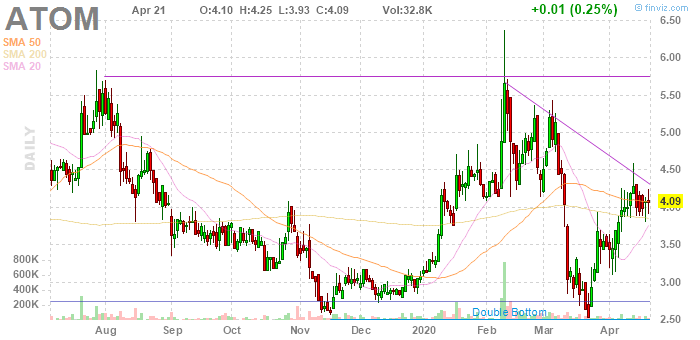 © finviz.com
ATOM Apr 21 O:4.10 H:4.25 L:3.93 C:4.09 Vol:32.8K +0.01 (0.25%)
SMA 50
SMA 200
SMA 20
DAILY
6.50
6.00
5.50
5.00
4.50
4.09
4.00
3.50
3.00
2.50
800K
600K
400K
200K
Double Bottom
Aug Sep Oct Nov Dec 2020 Feb Mar Apr